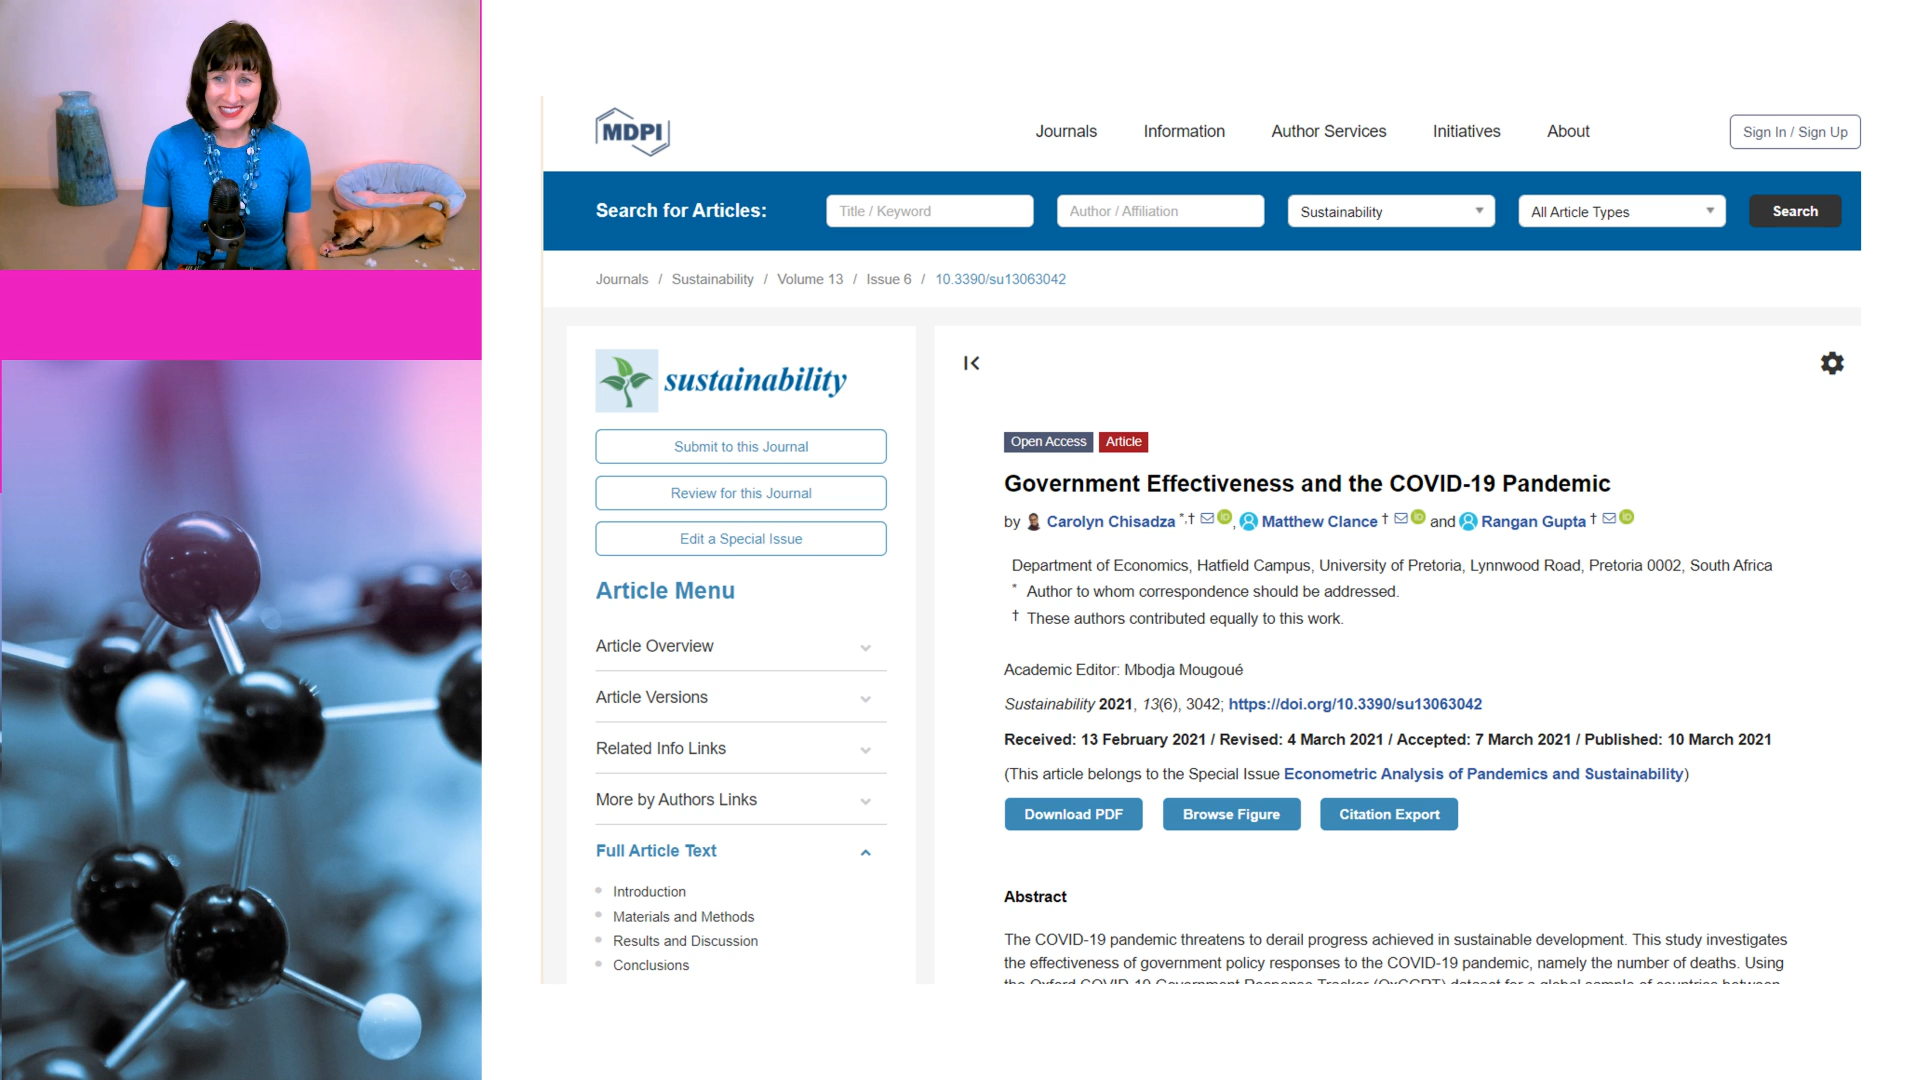 MDPI
Journals Information Author Services Initiatives About Sign In / Sign Up
Search for Articles: Title / Keyword Author / Affiliation Sustainability All Article Types Search
Journals / Sustainability / Volume 13 / Issue 6 / 10.3390/su13063042
sustainability
Submit to this Journal
Review for this Journal
Edit a Special Issue
Article Menu
Article Overview
Article Versions
Related Info Links
More by Authors Links
Full Article Text
Introduction
Materials and Methods
Results and Discussion
Conclusions
Open Access Article
Government Effectiveness and the COVID-19 Pandemic
by Carolyn Chisadza *,† iD, Matthew Clance † iD and Rangan Gupta † iD
Department of Economics, Hatfield Campus, University of Pretoria, Lynnwood Road, Pretoria 0002, South Africa
* Author to whom correspondence should be addressed.
† These authors contributed equally to this work.
Academic Editor: Mbodja Mougoué
Sustainability 2021, 13(6), 3042; https://doi.org/10.3390/su13063042
Received: 13 February 2021 / Revised: 4 March 2021 / Accepted: 7 March 2021 / Published: 10 March 2021
(This article belongs to the Special Issue Econometric Analysis of Pandemics and Sustainability)
Download PDF Browse Figure Citation Export
Abstract
The COVID-19 pandemic threatens to derail progress achieved in sustainable development. This study investigates
the effectiveness of government policy responses to the COVID-19 pandemic, namely the number of deaths. Using
the Oxford COVID-19 Government Response Tracker (OxCGRT) dataset for a global sample of countries between